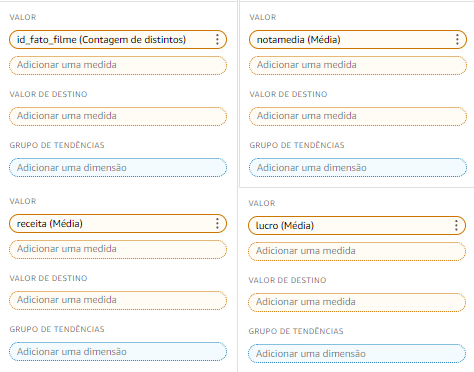 VALOR
id_fato_filme (Contagem de distintos)
Adicionar uma medida
VALOR DE DESTINO
Adicionar uma medida
GRUPO DE TENDÊNCIAS
Adicionar uma dimensão
VALOR
notamedia (Média)
Adicionar uma medida
VALOR DE DESTINO
Adicionar uma medida
GRUPO DE TENDÊNCIAS
Adicionar uma dimensão
VALOR
receita (Média)
Adicionar uma medida
VALOR DE DESTINO
Adicionar uma medida
GRUPO DE TENDÊNCIAS
Adicionar uma dimensão
VALOR
lucro (Média)
Adicionar uma medida
VALOR DE DESTINO
Adicionar uma medida
GRUPO DE TENDÊNCIAS
Adicionar uma dimensão